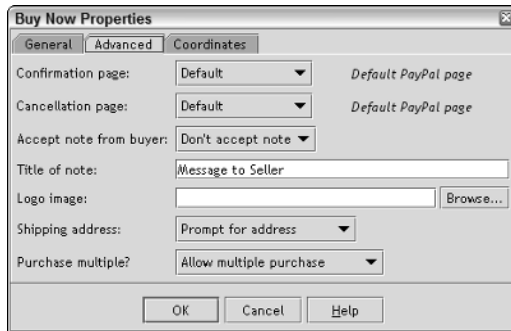 Buy Now Properties
General Advanced Coordinates
Confirmation page: Default Default PayPal page
Cancellation page: Default Default PayPal page
Accept note from buyer: Don't accept note
Title of note: Message to Seller
Logo image: Browse...
Shipping address: Prompt for address
Purchase multiple? Allow multiple purchase
OK Cancel Help